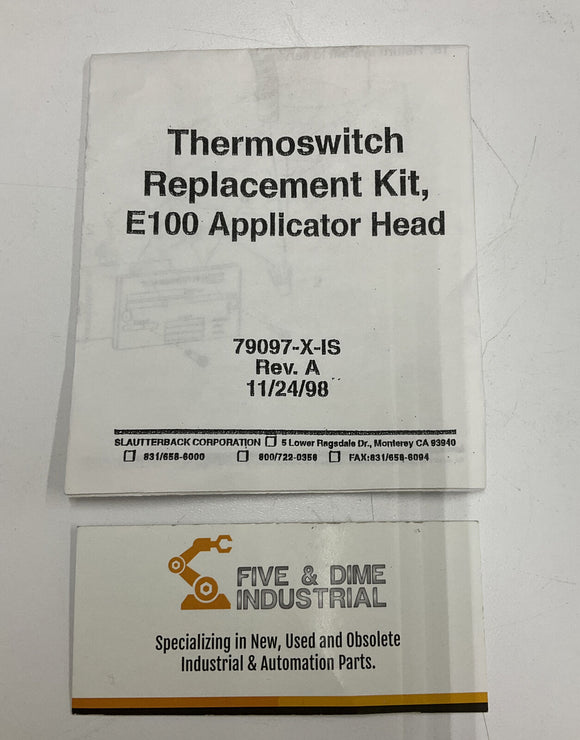 Thermoswitch
Replacement Kit,
E100 Applicator Head
79097-X-IS
Rev. A
11/24/98
SLAUTTERBACK CORPORATION ☐ 5 Lower Ragsdale Dr., Monterey CA 93940
☐ 831/658-6000 ☐ 800/722-0356 ☐ FAX:831/658-6094
FIVE & DIME
INDUSTRIAL
Specializing in New, Used and Obsolete
Industrial & Automation Parts.